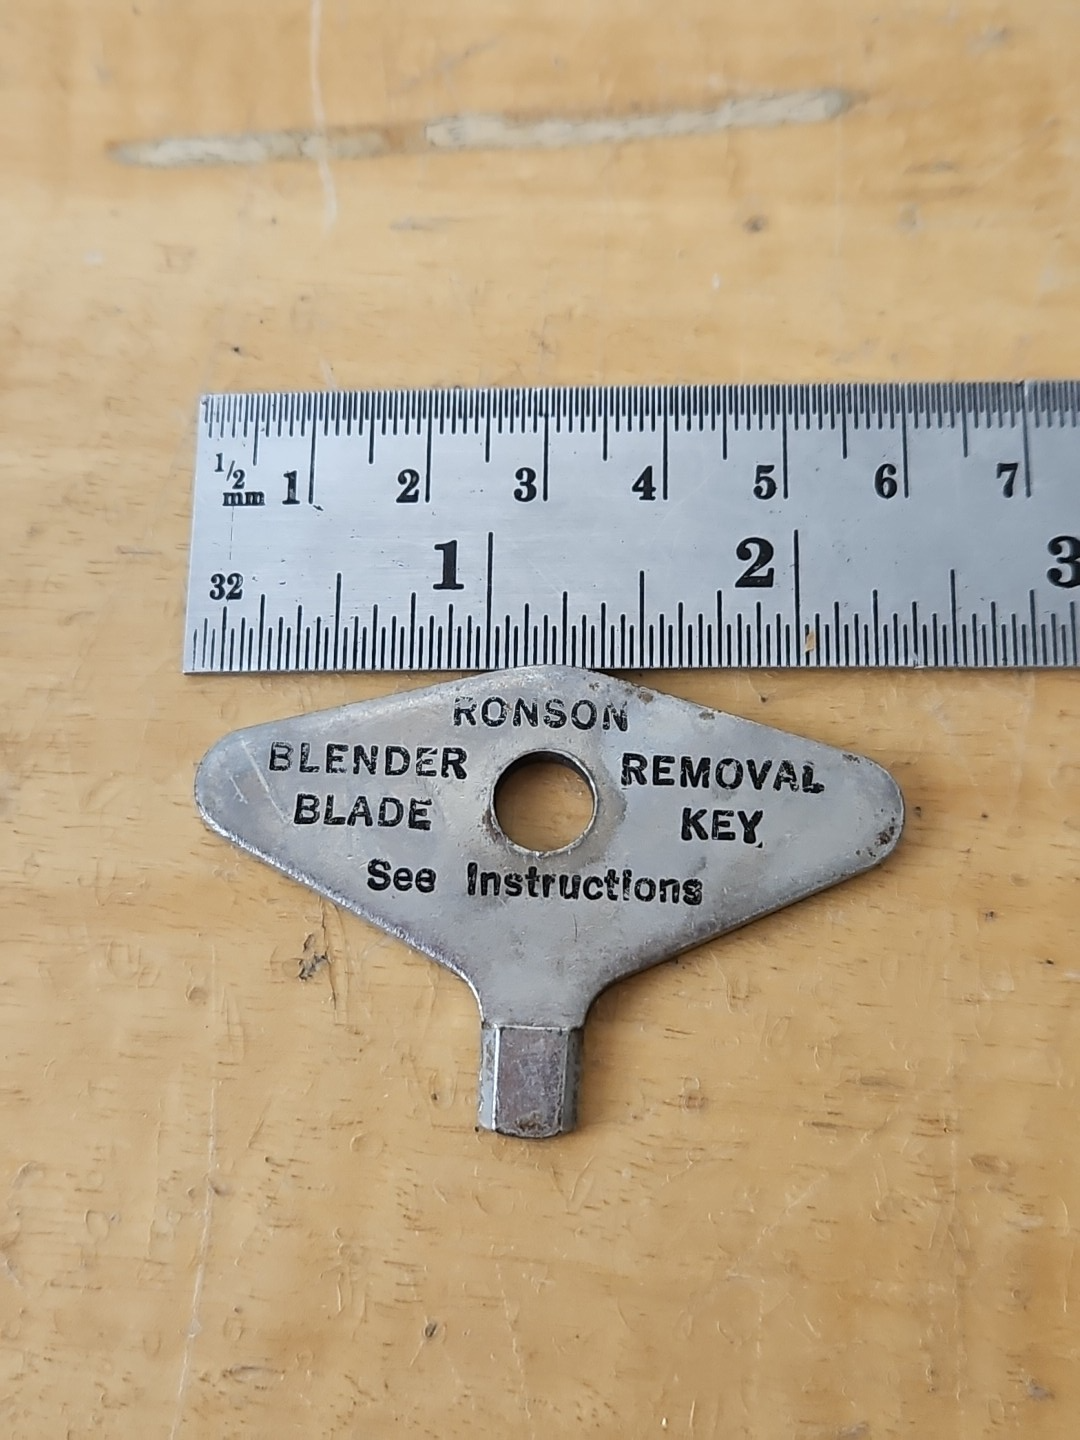 1/2 mm 1 2 3 4 5 6 7
32 1 2 3
RONSON
BLENDER REMOVAL
BLADE KEY
See Instructions